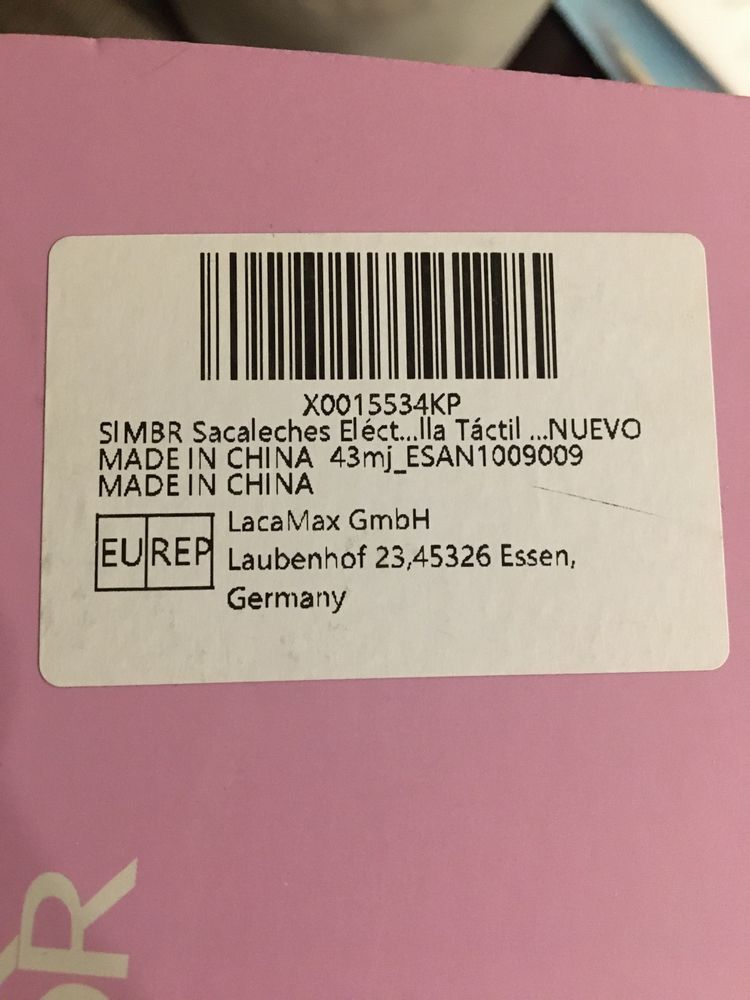 X0015534KP
SIMBR Sacaleches Eléct...lla Táctil ...NUEVO
MADE IN CHINA 43mj_ESAN1009009
MADE IN CHINA
EU REP
LacaMax GmbH
Laubenhof 23,45326 Essen,
Germany